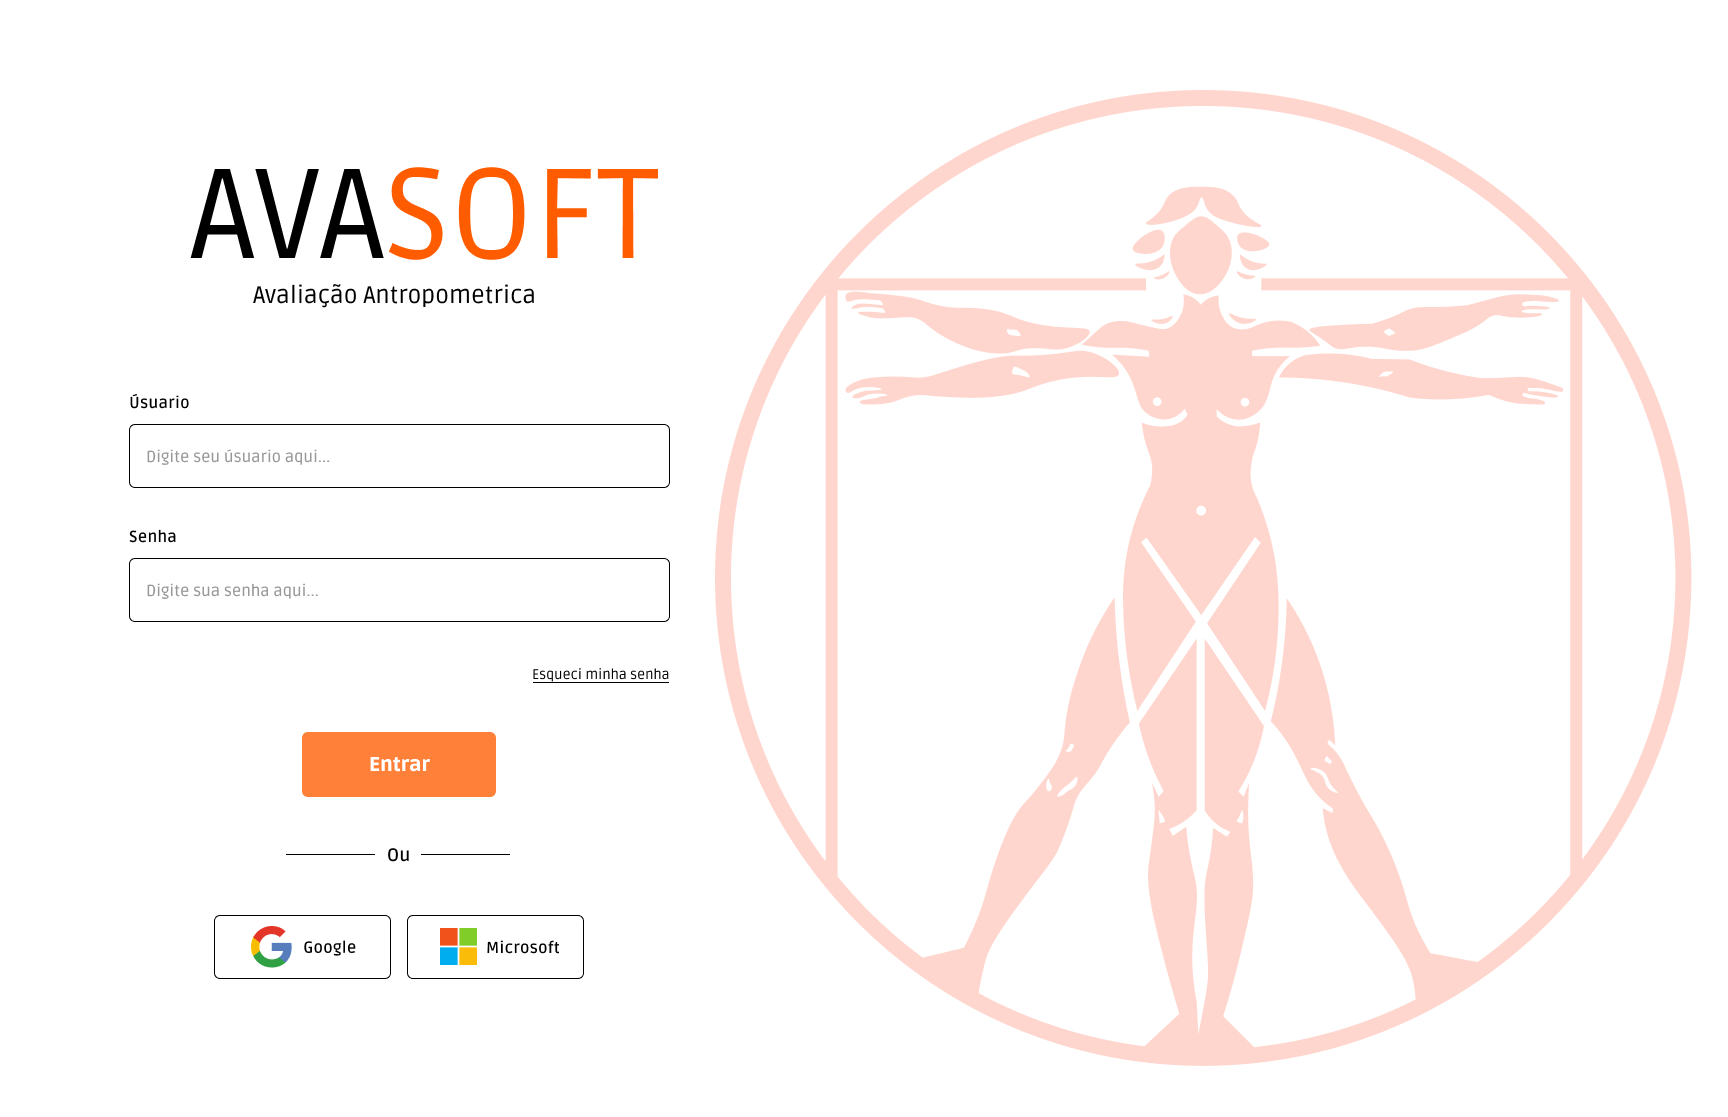 AVASOFT
Avaliação Antropometrica
Úsuario
Digite seu úsuario aqui...
Senha
Digite sua senha aqui...
Esqueci minha senha
Entrar
Ou
Google
Microsoft